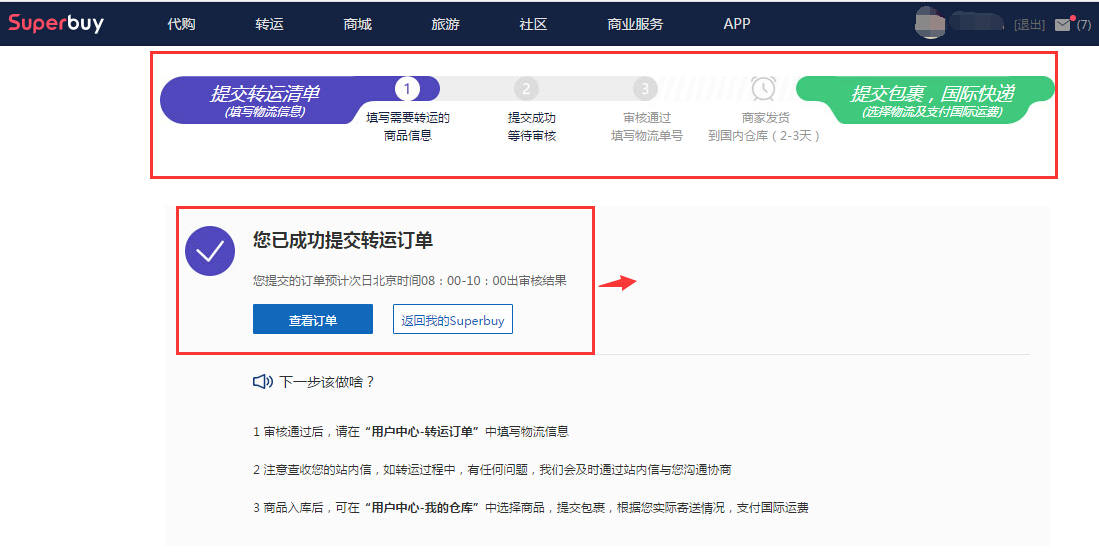 Superbuy 代购 转运 商城 旅游 社区 商业服务 APP [退出] (7)
提交转运清单
(填写物流信息)
1 2 3
填写需要转运的
商品信息
提交成功
等待审核
审核通过
填写物流单号
商家发货
到国内仓库（2-3天）
提交包裹，国际快递
(选择物流及支付国际运费)
您已成功提交转运订单
您提交的订单预计次日北京时间08：00-10：00出审核结果
查看订单 返回我的Superbuy
下一步该做啥？
1 审核通过后，请在“用户中心-转运订单”中填写物流信息
2 注意查收您的站内信，如转运过程中，有任何问题，我们会及时通过站内信与您沟通协商
3 商品入库后，可在“用户中心-我的仓库”中选择商品，提交包裹，根据您实际寄送情况，支付国际运费